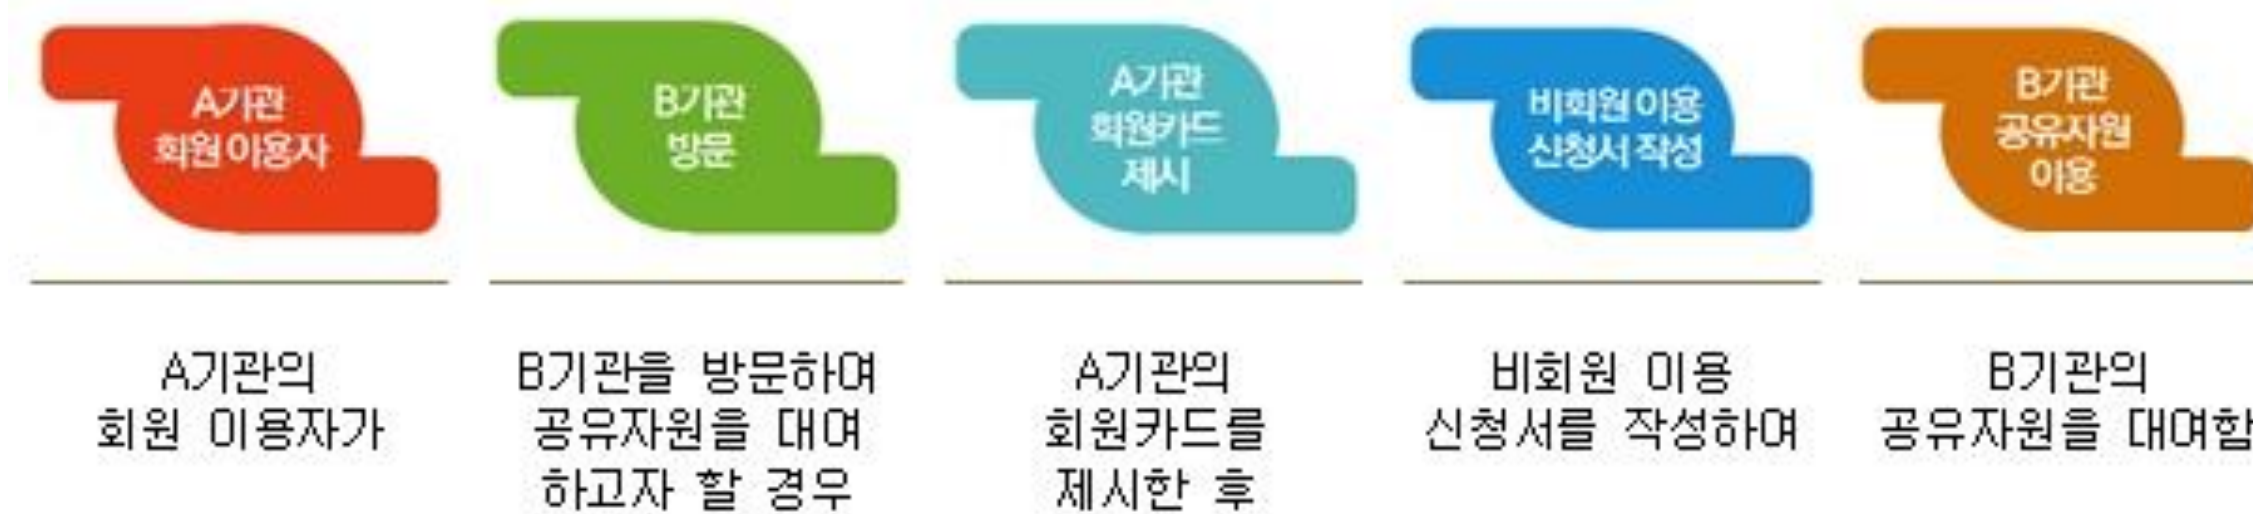 A기관
회원 이용자
B기관
방문
A기관
회원카드
제시
비회원 이용
신청서 작성
B기관
공유자원
이용
A기관의
회원 이용자가
B기관을 방문하여
공유자원을 대여
하고자 할 경우
A기관의
회원카드를
제시한 후
비회원 이용
신청서를 작성하여
B기관의
공유자원을 대여함